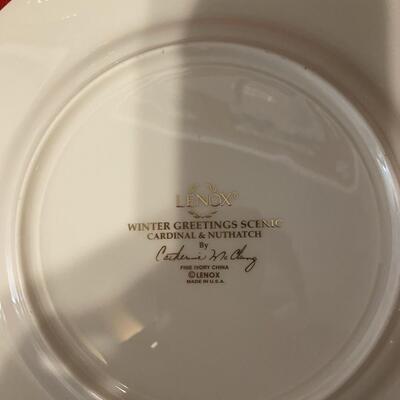 LENOX®
WINTER GREETINGS SCENIC
CARDINAL & NUTHATCH
By
Catherine McClung
FINE IVORY CHINA
©LENOX
MADE IN U.S.A.